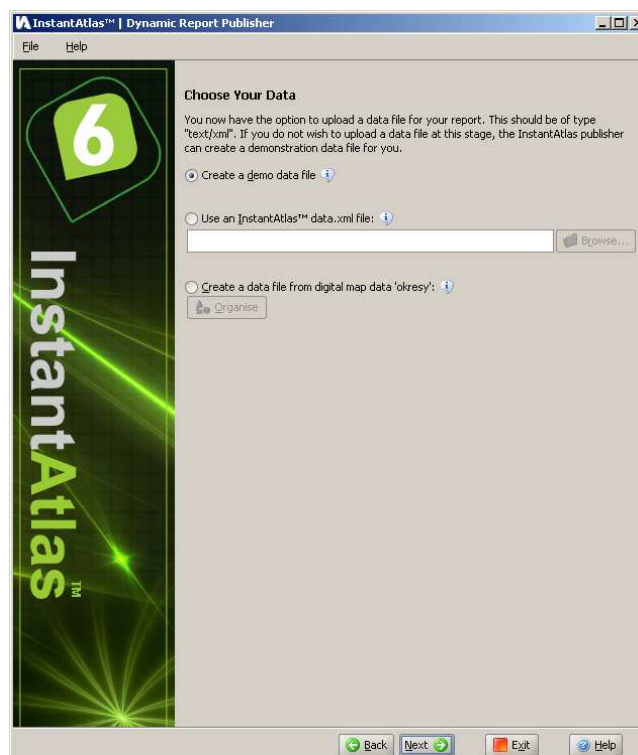 InstantAtlas™ | Dynamic Report Publisher
File Help
6
InstantAtlas™
Choose Your Data
You now have the option to upload a data file for your report. This should be of type
"text/xml". If you do not wish to upload a data file at this stage, the InstantAtlas publisher
can create a demonstration data file for you.
Create a demo data file
Use an InstantAtlas™ data.xml file:
Browse...
Create a data file from digital map data 'okresy':
Organise
Back Next Exit Help